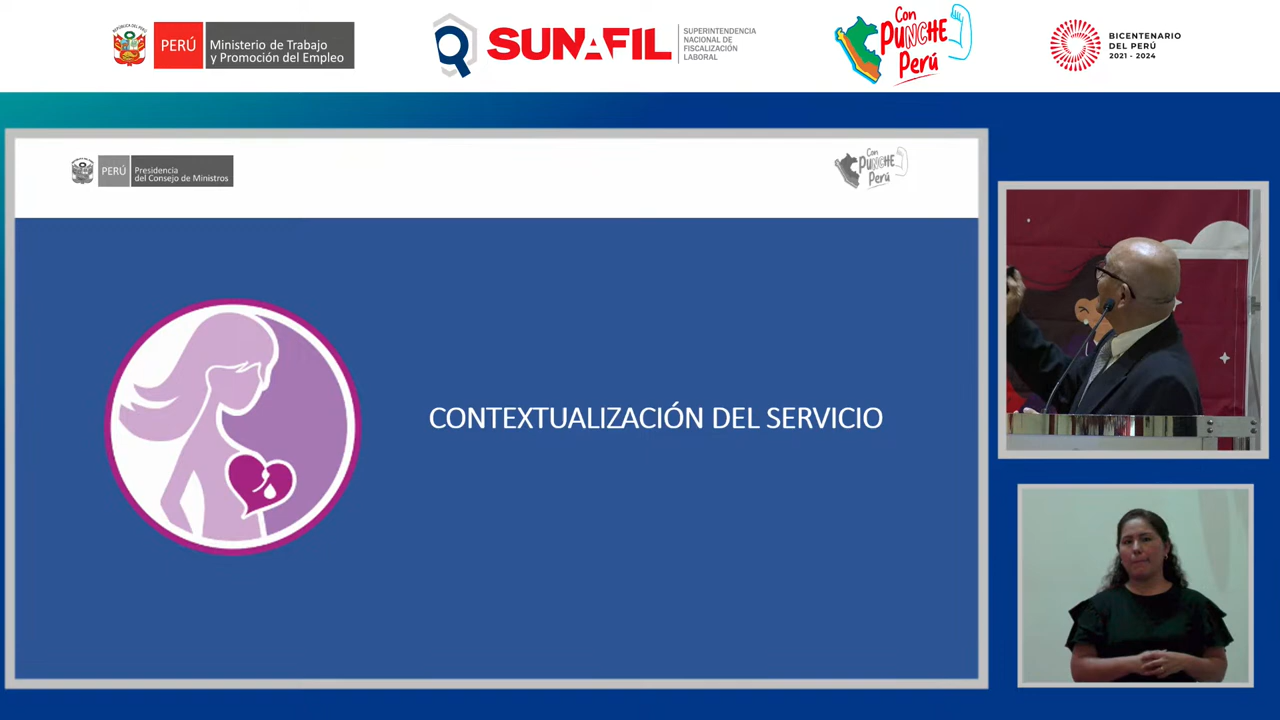 REPÚBLICA DEL PERÚ
PERÚ
Ministerio de Trabajo
y Promoción del Empleo
SUNAFIL
SUPERINTENDENCIA
NACIONAL DE
FISCALIZACIÓN
LABORAL
Con
PUNCHE
Perú
BICENTENARIO
DEL PERÚ
2021 - 2024
PERÚ
Presidencia
del Consejo de Ministros
Con
PUNCHE
Perú
CONTEXTUALIZACIÓN DEL SERVICIO